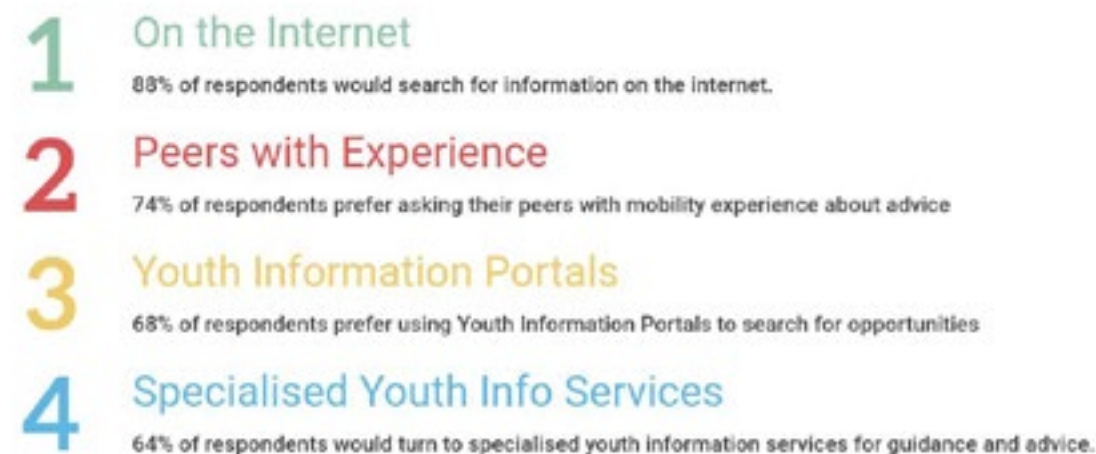 1 On the Internet
88% of respondents would search for information on the internet.
2 Peers with Experience
74% of respondents prefer asking their peers with mobility experience about advice
3 Youth Information Portals
68% of respondents prefer using Youth Information Portals to search for opportunities
4 Specialised Youth Info Services
64% of respondents would turn to specialised youth information services for guidance and advice.